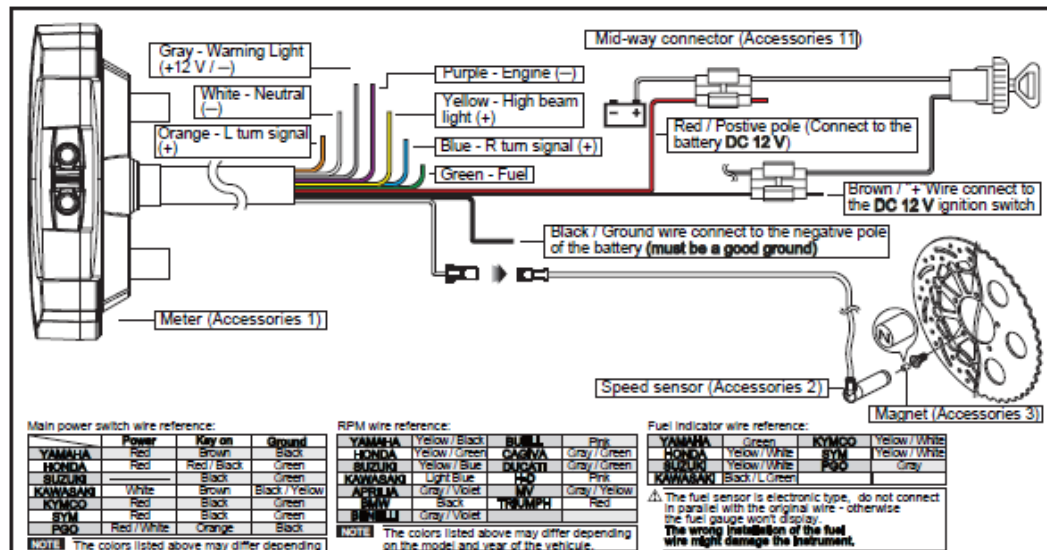 Gray - Warning Light
(+12 V / —)
White - Neutral
(—)
Orange - L turn signal
(+)
Purple - Engine (—)
Yellow - High beam
light (+)
Blue - R turn signal (+)
Green - Fuel
Mid-way connector (Accessories 11)
- +
Red / Postive pole (Connect to the
battery DC 12 V)
Brown / "+ Wire connect to
the DC 12 V ignition switch
Black / Ground wire connect to the negative pole
of the battery (must be a good ground)
Meter (Accessories 1)
N
Speed sensor (Accessories 2)
Magnet (Accessories 3)
Main power switch wire reference:
Power Key on Ground
YAMAHA Red Brown Black
HONDA Red Red / Black Green
SUZUKI ——— Black Green
KAWASAKI White Brown Black / Yellow
KYMCO Red Black Green
SYM Red Black Green
PGO Red / White Orange Black
NOTE The colors listed above may differ depending
RPM wire reference:
YAMAHA Yellow / Black BUELL Pink
HONDA Yellow / Green CAGIVA Gray / Green
SUZUKI Yellow / Blue DUCATI Gray / Green
KAWASAKI Light Blue H-D Pink
APRILIA Gray / Violet MV Gray / Yellow
BMW Black TRIUMPH Red
BENELLI Gray / Violet
NOTE The colors listed above may differ depending
on the model and year of the vehicule.
Fuel indicator wire reference:
YAMAHA Green KYMCO Yellow / White
HONDA Yellow / White SYM Yellow / White
SUZUKI Yellow / White PGO Gray
KAWASAKI Black / L Green
⚠ The fuel sensor is electronic type, do not connect
in parallel with the original wire - otherwise
the fuel gauge won't display.
The wrong installation of the fuel
wire might damage the instrument.